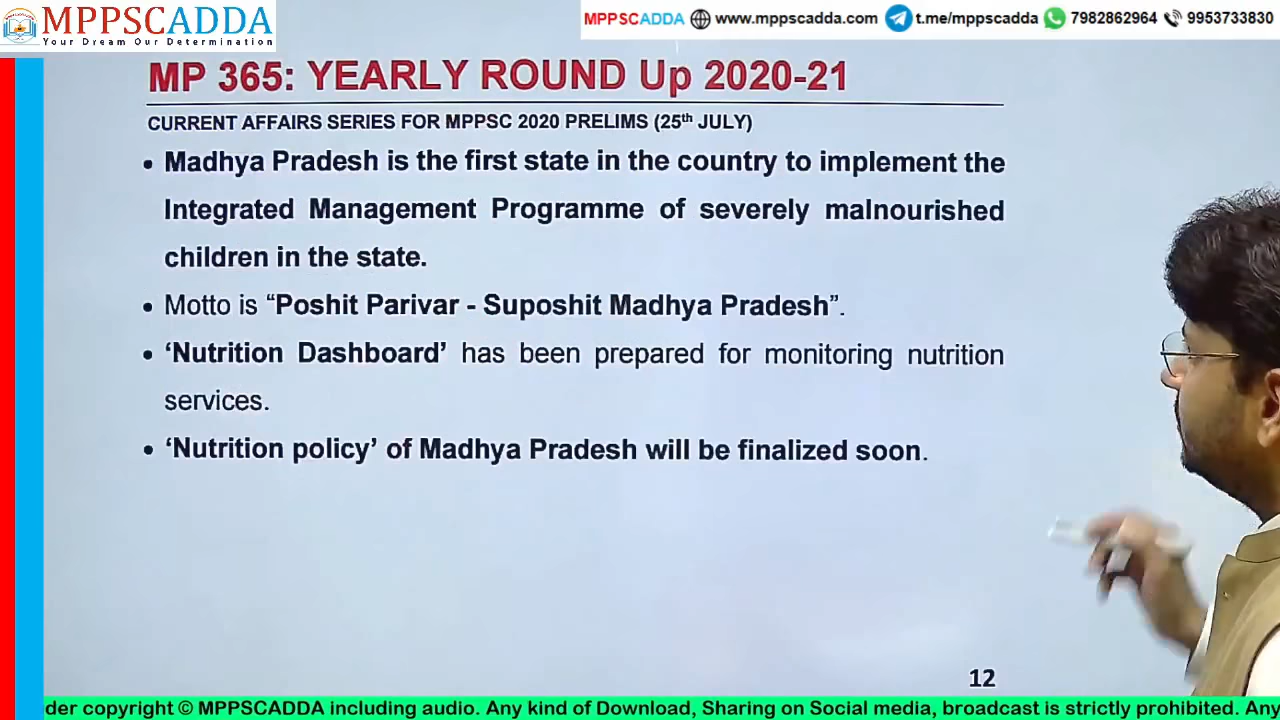 MPPSCADDA
Your Dream Our Determination
MPPSCADDA www.mppscadda.com t.me/mppscadda 7982862964 9953733830
MP 365: YEARLY ROUND Up 2020-21
CURRENT AFFAIRS SERIES FOR MPPSC 2020 PRELIMS (25th JULY)
• Madhya Pradesh is the first state in the country to implement the
Integrated Management Programme of severely malnourished
children in the state.
• Motto is “Poshit Parivar - Suposhit Madhya Pradesh”.
• ‘Nutrition Dashboard’ has been prepared for monitoring nutrition
services.
• ‘Nutrition policy’ of Madhya Pradesh will be finalized soon.
12
der copyright © MPPSCADDA including audio. Any kind of Download, Sharing on Social media, broadcast is strictly prohibited. Any